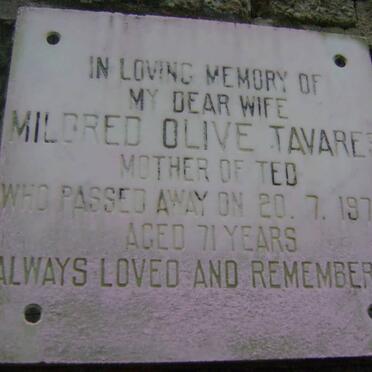 IN LOVING MEMORY OF
MY DEAR WIFE
MILDRED OLIVE TAVARE
MOTHER OF TED
WHO PASSED AWAY ON 20. 7. 197
AGED 71 YEARS
ALWAYS LOVED AND REMEMBER